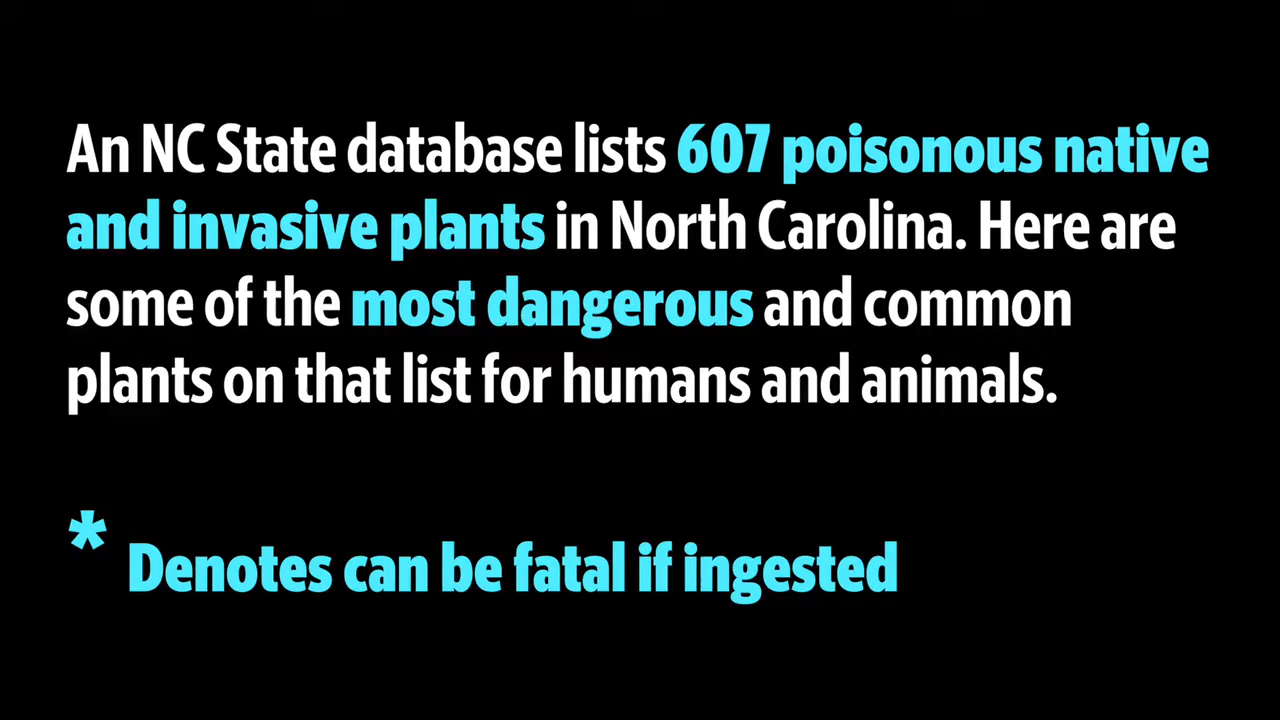 An NC State database lists 607 poisonous native
and invasive plants in North Carolina. Here are
some of the most dangerous and common
plants on that list for humans and animals.
* Denotes can be fatal if ingested